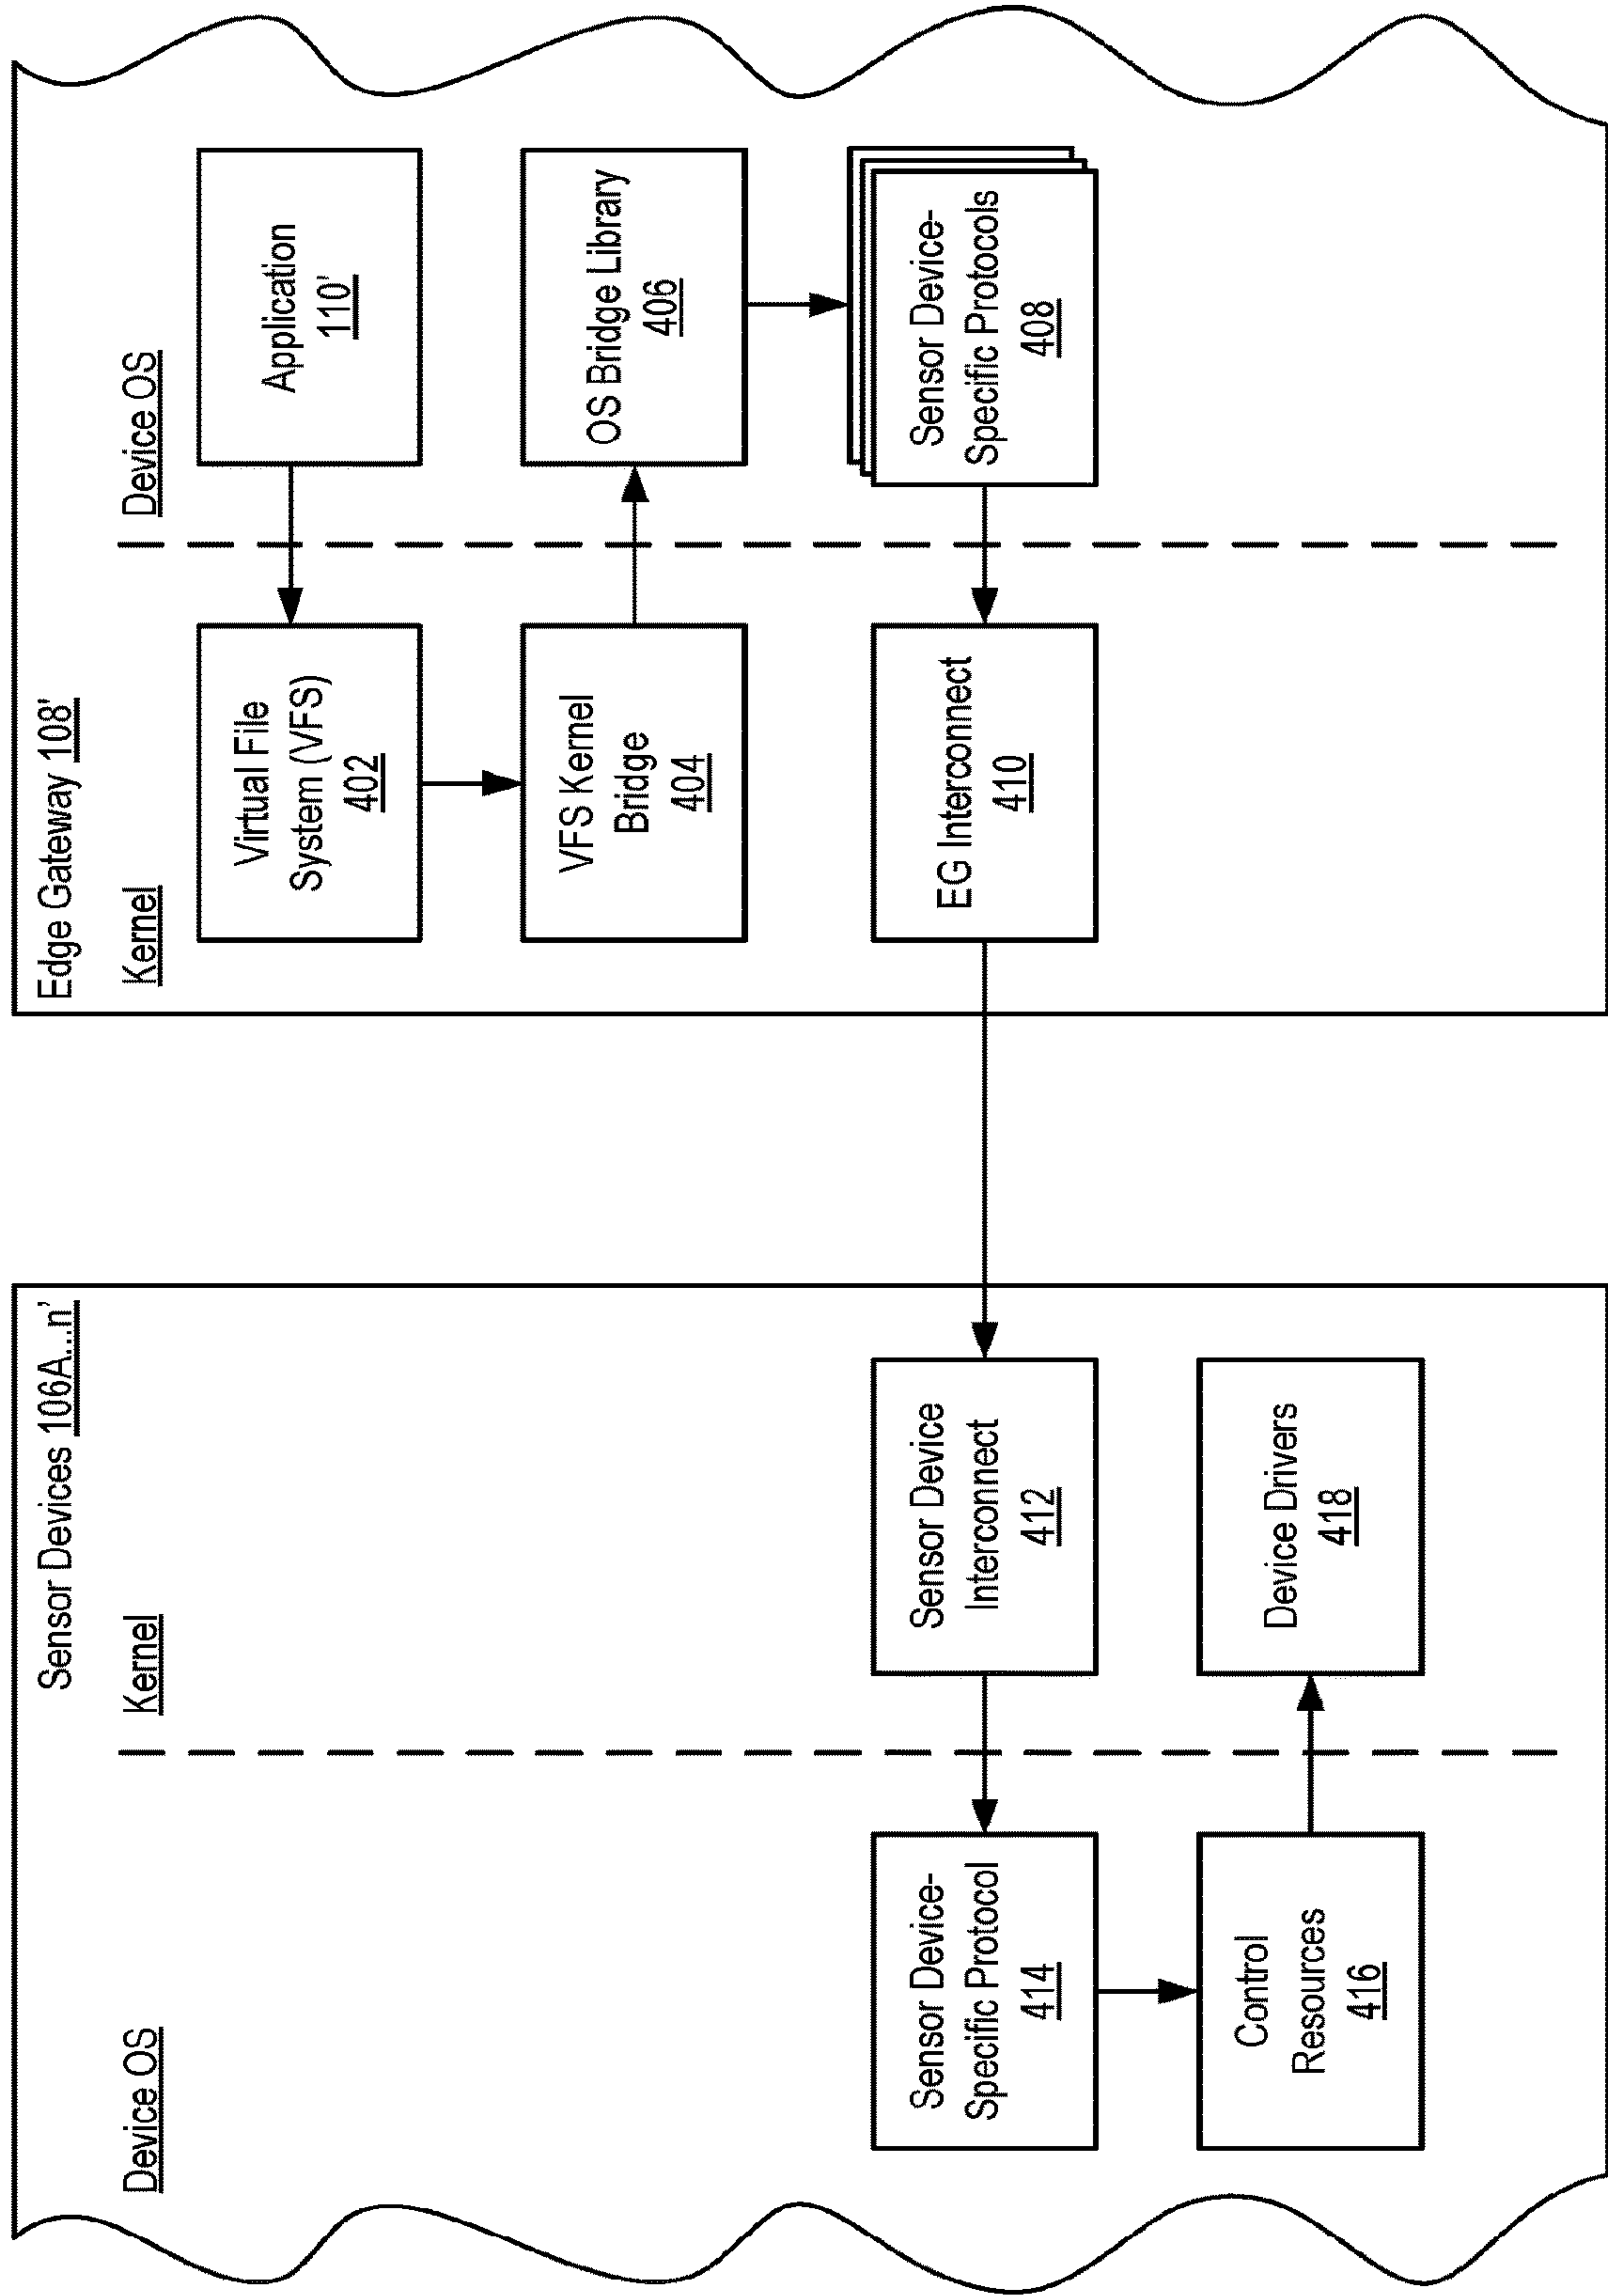 Sensor Devices 106A...n'
Device OS
Kernel
Sensor Device-
Specific Protocol
414
Sensor Device
Interconnect
412
Control
Resources
416
Device Drivers
418
Edge Gateway 108'
Kernel
Device OS
Virtual File
System (VFS)
402
Application
110'
VFS Kernel
Bridge
404
OS Bridge Library
406
EG Interconnect
410
Sensor Device-
Specific Protocols
408